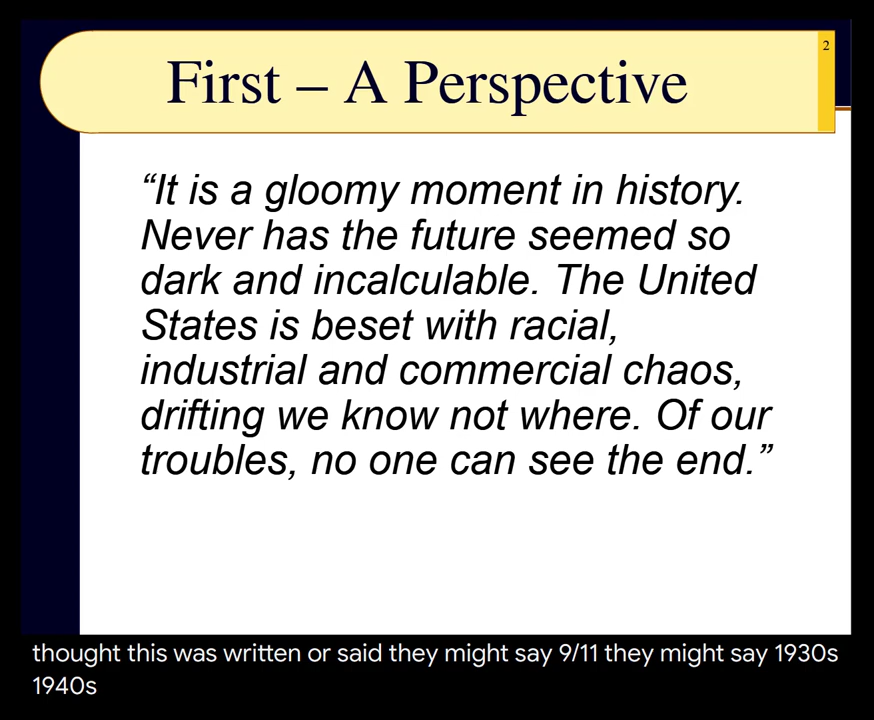 2
First – A Perspective
“It is a gloomy moment in history.
Never has the future seemed so
dark and incalculable. The United
States is beset with racial,
industrial and commercial chaos,
drifting we know not where. Of our
troubles, no one can see the end.”
thought this was written or said they might say 9/11 they might say 1930s
1940s